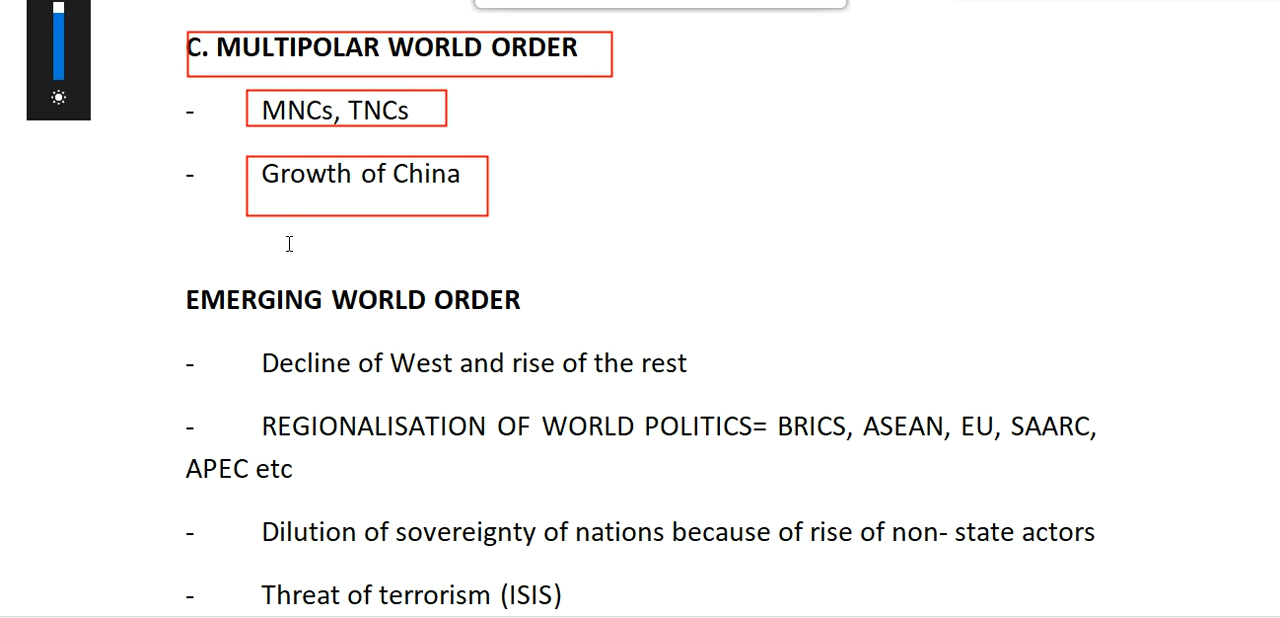 C. MULTIPOLAR WORLD ORDER
- MNCs, TNCs
- Growth of China
EMERGING WORLD ORDER
- Decline of West and rise of the rest
- REGIONALISATION OF WORLD POLITICS= BRICS, ASEAN, EU, SAARC,
APEC etc
- Dilution of sovereignty of nations because of rise of non- state actors
- Threat of terrorism (ISIS)